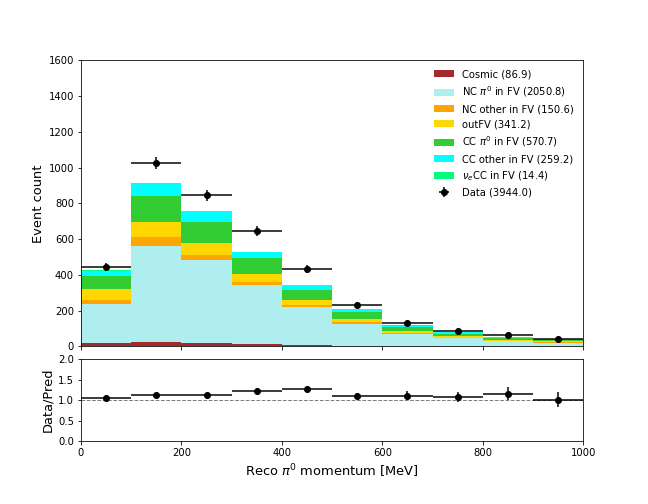 1600
1400
1200
1000
800
600
400
200
0
Event count
Cosmic (86.9)
NC π⁰ in FV (2050.8)
NC other in FV (150.6)
outFV (341.2)
CC π⁰ in FV (570.7)
CC other in FV (259.2)
νₑCC in FV (14.4)
Data (3944.0)
2.0
1.5
1.0
0.5
0.0
Data/Pred
0 200 400 600 800 1000
Reco π⁰ momentum [MeV]